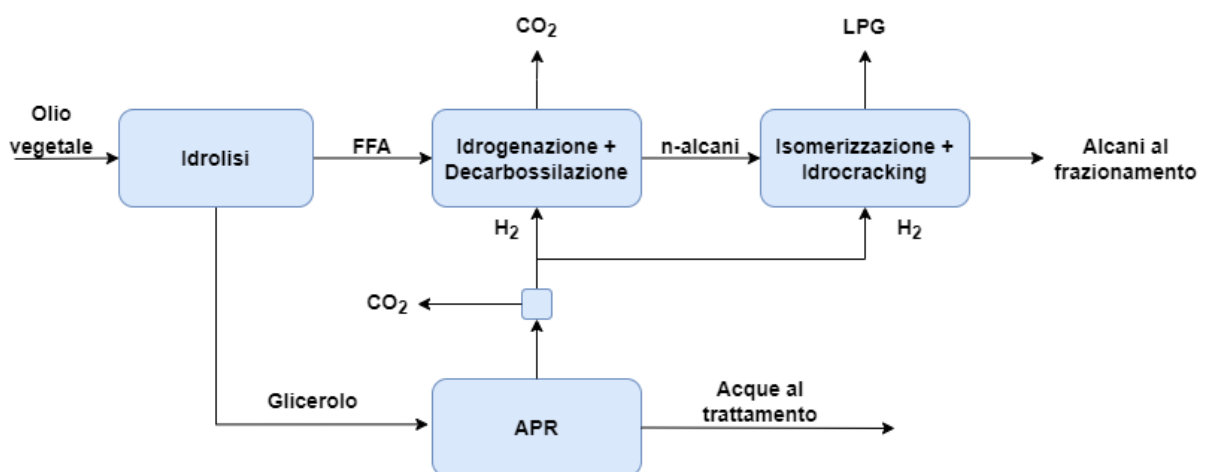 CO₂
LPG
Olio
vegetale
Idrolisi
FFA
Idrogenazione +
Decarbossilazione
n-alcani
Isomerizzazione +
Idrocracking
Alcani al
frazionamento
H₂
H₂
CO₂
Glicerolo
APR
Acque al
trattamento